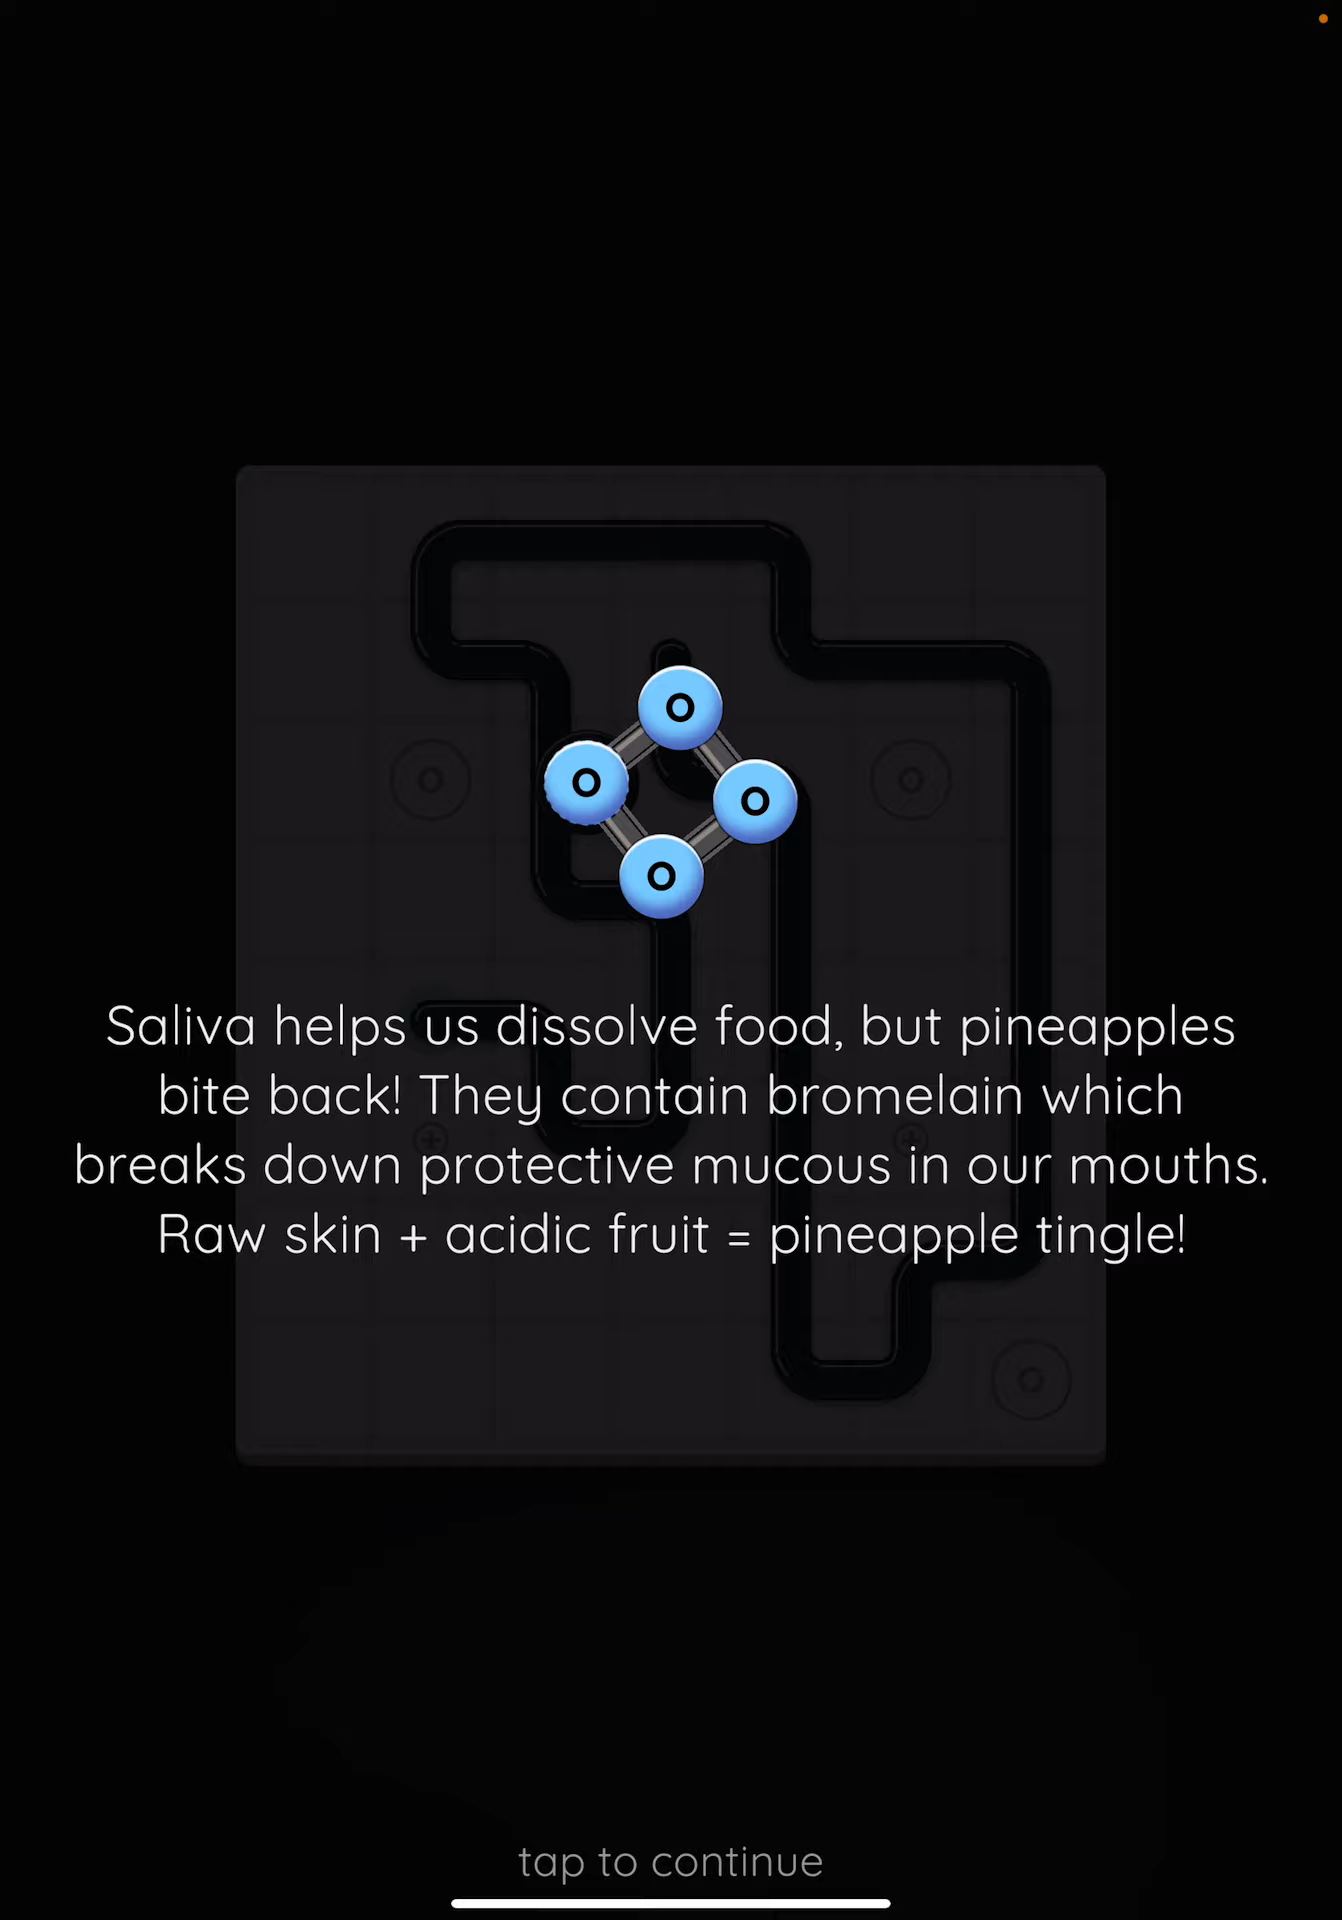 O
O
O
O
Saliva helps us dissolve food, but pineapples
bite back! They contain bromelain which
breaks down protective mucous in our mouths.
Raw skin + acidic fruit = pineapple tingle!
tap to continue